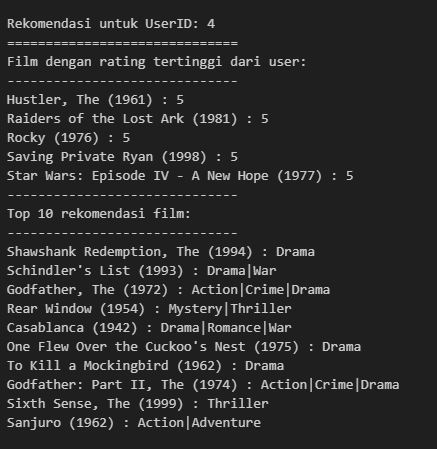 Rekomendasi untuk UserID: 4
==============================
Film dengan rating tertinggi dari user:
------------------------------
Hustler, The (1961) : 5
Raiders of the Lost Ark (1981) : 5
Rocky (1976) : 5
Saving Private Ryan (1998) : 5
Star Wars: Episode IV - A New Hope (1977) : 5
------------------------------
Top 10 rekomendasi film:
------------------------------
Shawshank Redemption, The (1994) : Drama
Schindler's List (1993) : Drama|War
Godfather, The (1972) : Action|Crime|Drama
Rear Window (1954) : Mystery|Thriller
Casablanca (1942) : Drama|Romance|War
One Flew Over the Cuckoo's Nest (1975) : Drama
To Kill a Mockingbird (1962) : Drama
Godfather: Part II, The (1974) : Action|Crime|Drama
Sixth Sense, The (1999) : Thriller
Sanjuro (1962) : Action|Adventure